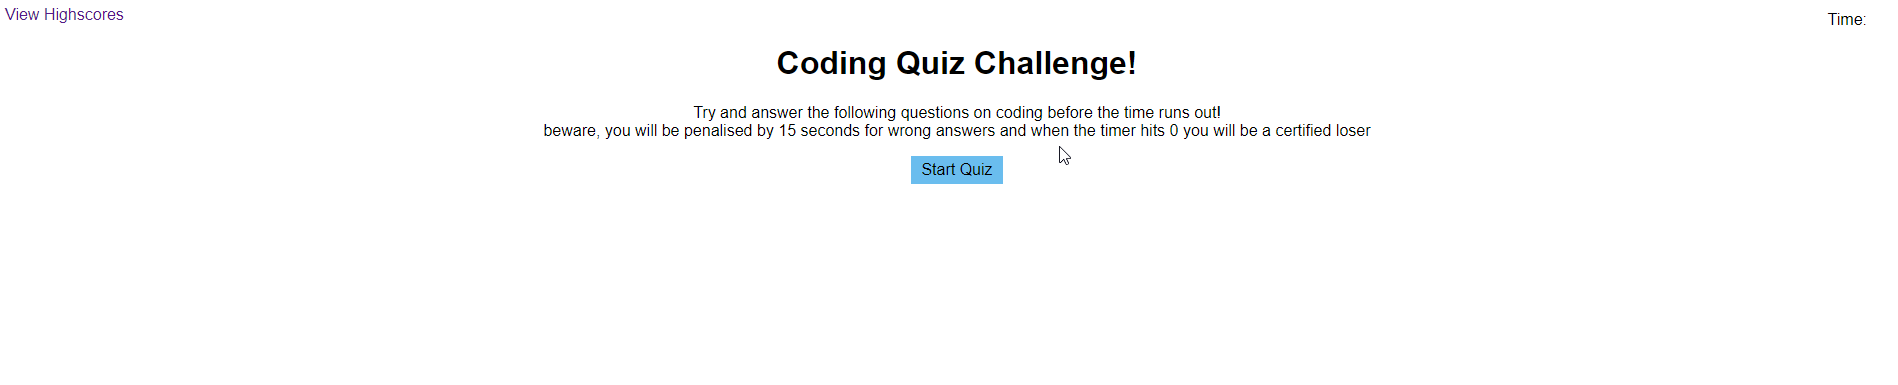 View Highscores
Time:
Coding Quiz Challenge!
Try and answer the following questions on coding before the time runs out!
beware, you will be penalised by 15 seconds for wrong answers and when the timer hits 0 you will be a certified loser
Start Quiz